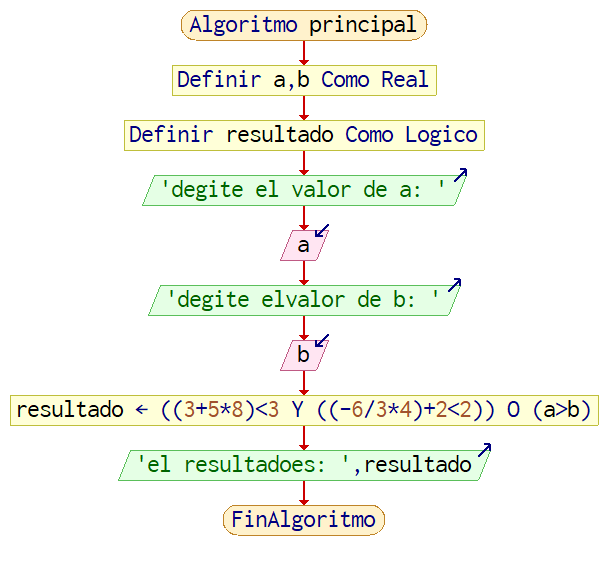 Algoritmo principal
Definir a,b Como Real
Definir resultado Como Logico
'degite el valor de a: '
a
'degite elvalor de b: '
b
resultado ← ((3+5*8)<3 Y ((-6/3*4)+2<2)) O (a>b)
'el resultadoes: ',resultado
FinAlgoritmo